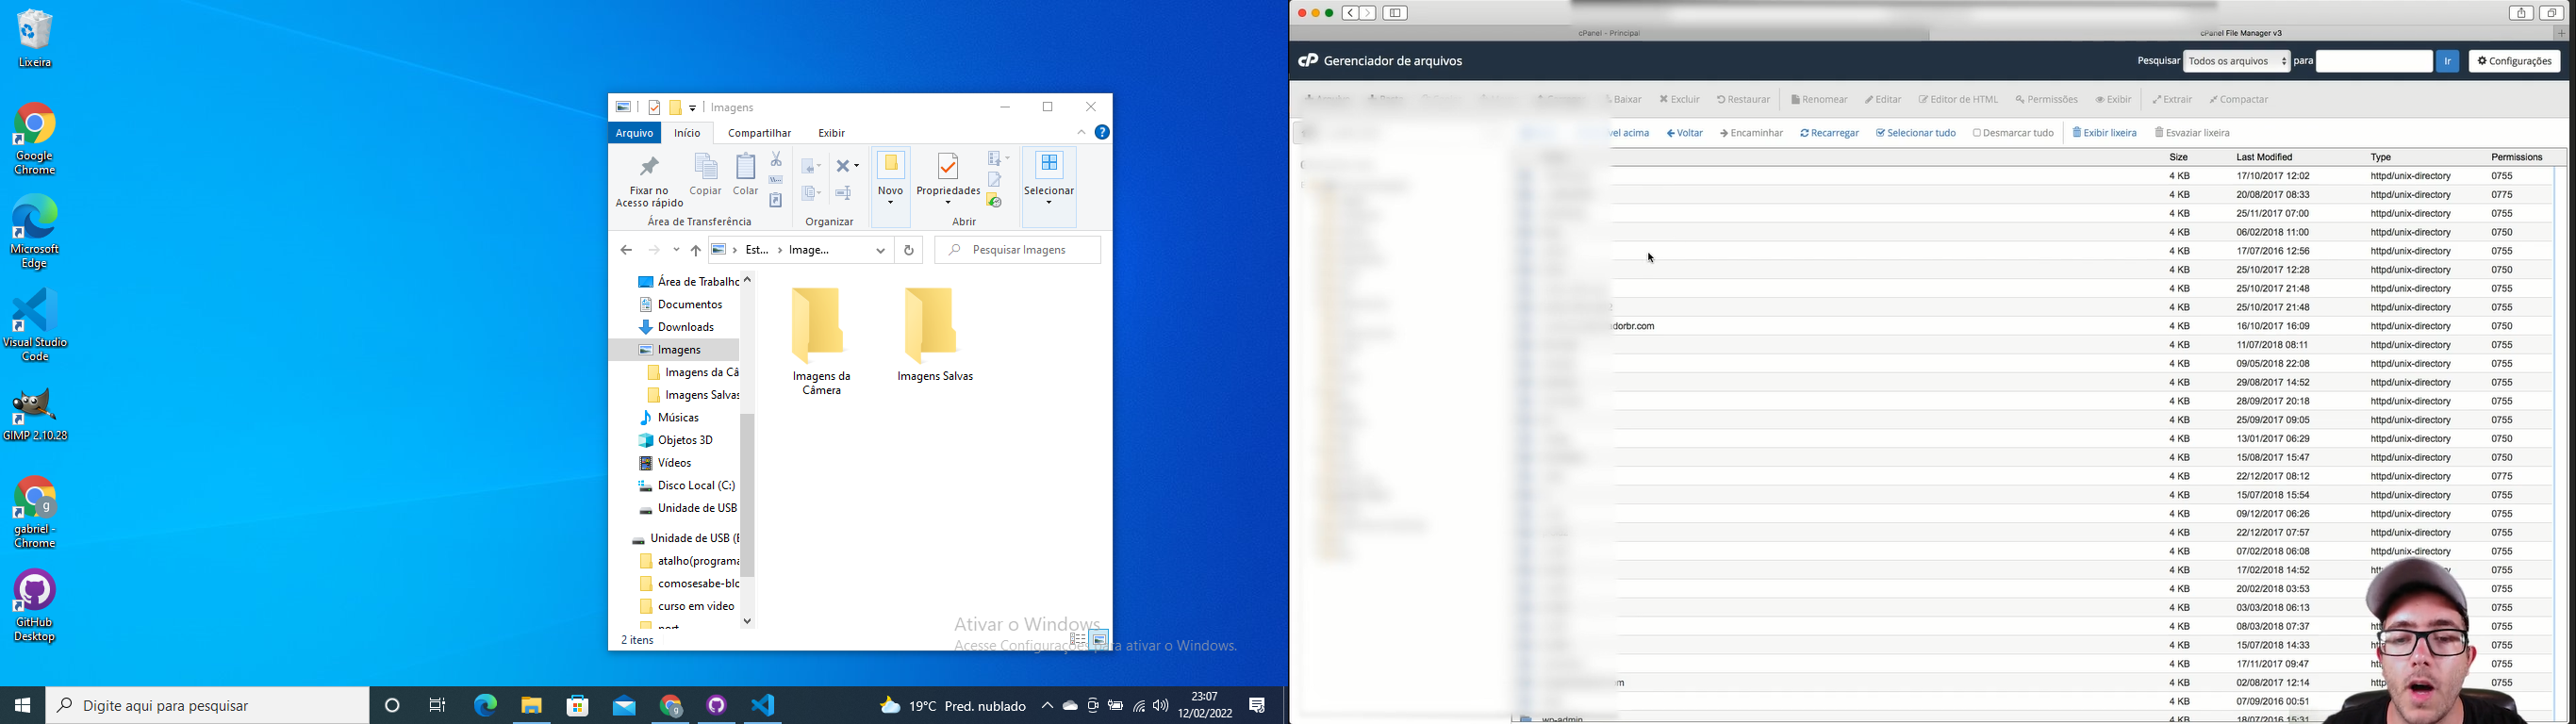 Lixeira
Google
Chrome
Microsoft
Edge
Visual Studio
Code
GIMP 2.10.28
gabriel -
Chrome
GitHub
Desktop
Imagens
Arquivo Início Compartilhar Exibir
Fixar no
Acesso rápido
Copiar Colar
Novo
Propriedades
Selecionar
Área de Transferência Organizar Abrir
Est... Image...
Pesquisar Imagens
Área de Trabalho
Documentos
Downloads
Imagens
Imagens da Câ
Imagens Salvas
Músicas
Objetos 3D
Vídeos
Disco Local (C:)
Unidade de USB
Unidade de USB (E
atalho(programa
comosesabe-blo
curso em video
Imagens da
Câmera
Imagens Salvas
2 itens
Ativar o Windows
Acesse Configurações para ativar o Windows.
Digite aqui para pesquisar
19°C Pred. nublado
23:07
12/02/2022
cPanel - Principal
cPanel File Manager v3
cP Gerenciador de arquivos
Pesquisar Todos os arquivos para Ir Configurações
Baixar Excluir Restaurar Renomear Editar Editor de HTML Permissões Exibir Extrair Compactar
vel acima Voltar Encaminhar Recarregar Selecionar tudo Desmarcar tudo Exibir lixeira Esvaziar lixeira
Size Last Modified Type Permissions
4 KB 17/10/2017 12:02 httpd/unix-directory 0755
4 KB 20/08/2017 08:33 httpd/unix-directory 0775
4 KB 25/11/2017 07:00 httpd/unix-directory 0755
4 KB 06/02/2018 11:00 httpd/unix-directory 0750
4 KB 17/07/2016 12:56 httpd/unix-directory 0755
4 KB 25/10/2017 12:28 httpd/unix-directory 0750
4 KB 25/10/2017 21:48 httpd/unix-directory 0755
4 KB 25/10/2017 21:48 httpd/unix-directory 0755
dorbr.com 4 KB 16/10/2017 16:09 httpd/unix-directory 0750
4 KB 11/07/2018 08:11 httpd/unix-directory 0755
4 KB 09/05/2018 22:08 httpd/unix-directory 0755
4 KB 29/08/2017 14:52 httpd/unix-directory 0755
4 KB 28/09/2017 20:18 httpd/unix-directory 0755
4 KB 25/09/2017 09:05 httpd/unix-directory 0755
4 KB 13/01/2017 06:29 httpd/unix-directory 0750
4 KB 15/08/2017 15:47 httpd/unix-directory 0750
4 KB 22/12/2017 08:12 httpd/unix-directory 0775
4 KB 15/07/2018 15:54 httpd/unix-directory 0755
4 KB 09/12/2017 06:26 httpd/unix-directory 0755
4 KB 22/12/2017 07:57 httpd/unix-directory 0755
4 KB 07/02/2018 06:08 httpd/unix-directory 0755
4 KB 17/02/2018 14:52 0755
4 KB 20/02/2018 03:53 0755
4 KB 03/03/2018 06:13 0755
4 KB 08/03/2018 07:37 0755
4 KB 15/07/2018 14:33 0755
4 KB 17/11/2017 09:47 0755
m 4 KB 02/08/2017 12:14 0755
4 KB 07/09/2016 00:51 0755
wp-admin 4 KB 18/07/2016 15:31 0755